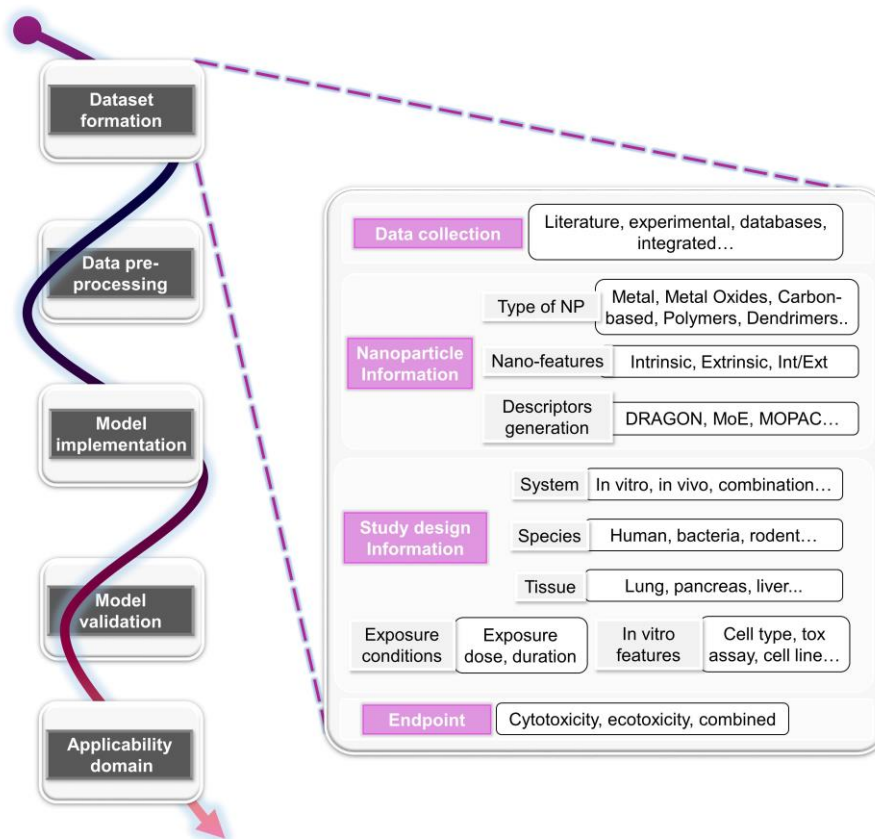 Dataset
formation
Data pre-
processing
Model
implementation
Model
validation
Applicability
domain
Data collection
Literature, experimental, databases,
integrated…
Nanoparticle
Information
Type of NP
Metal, Metal Oxides, Carbon-
based, Polymers, Dendrimers..
Nano-features
Intrinsic, Extrinsic, Int/Ext
Descriptors
generation
DRAGON, MoE, MOPAC…
Study design
Information
System
In vitro, in vivo, combination…
Species
Human, bacteria, rodent…
Tissue
Lung, pancreas, liver...
Exposure
conditions
Exposure
dose, duration
In vitro
features
Cell type, tox
assay, cell line…
Endpoint
Cytotoxicity, ecotoxicity, combined